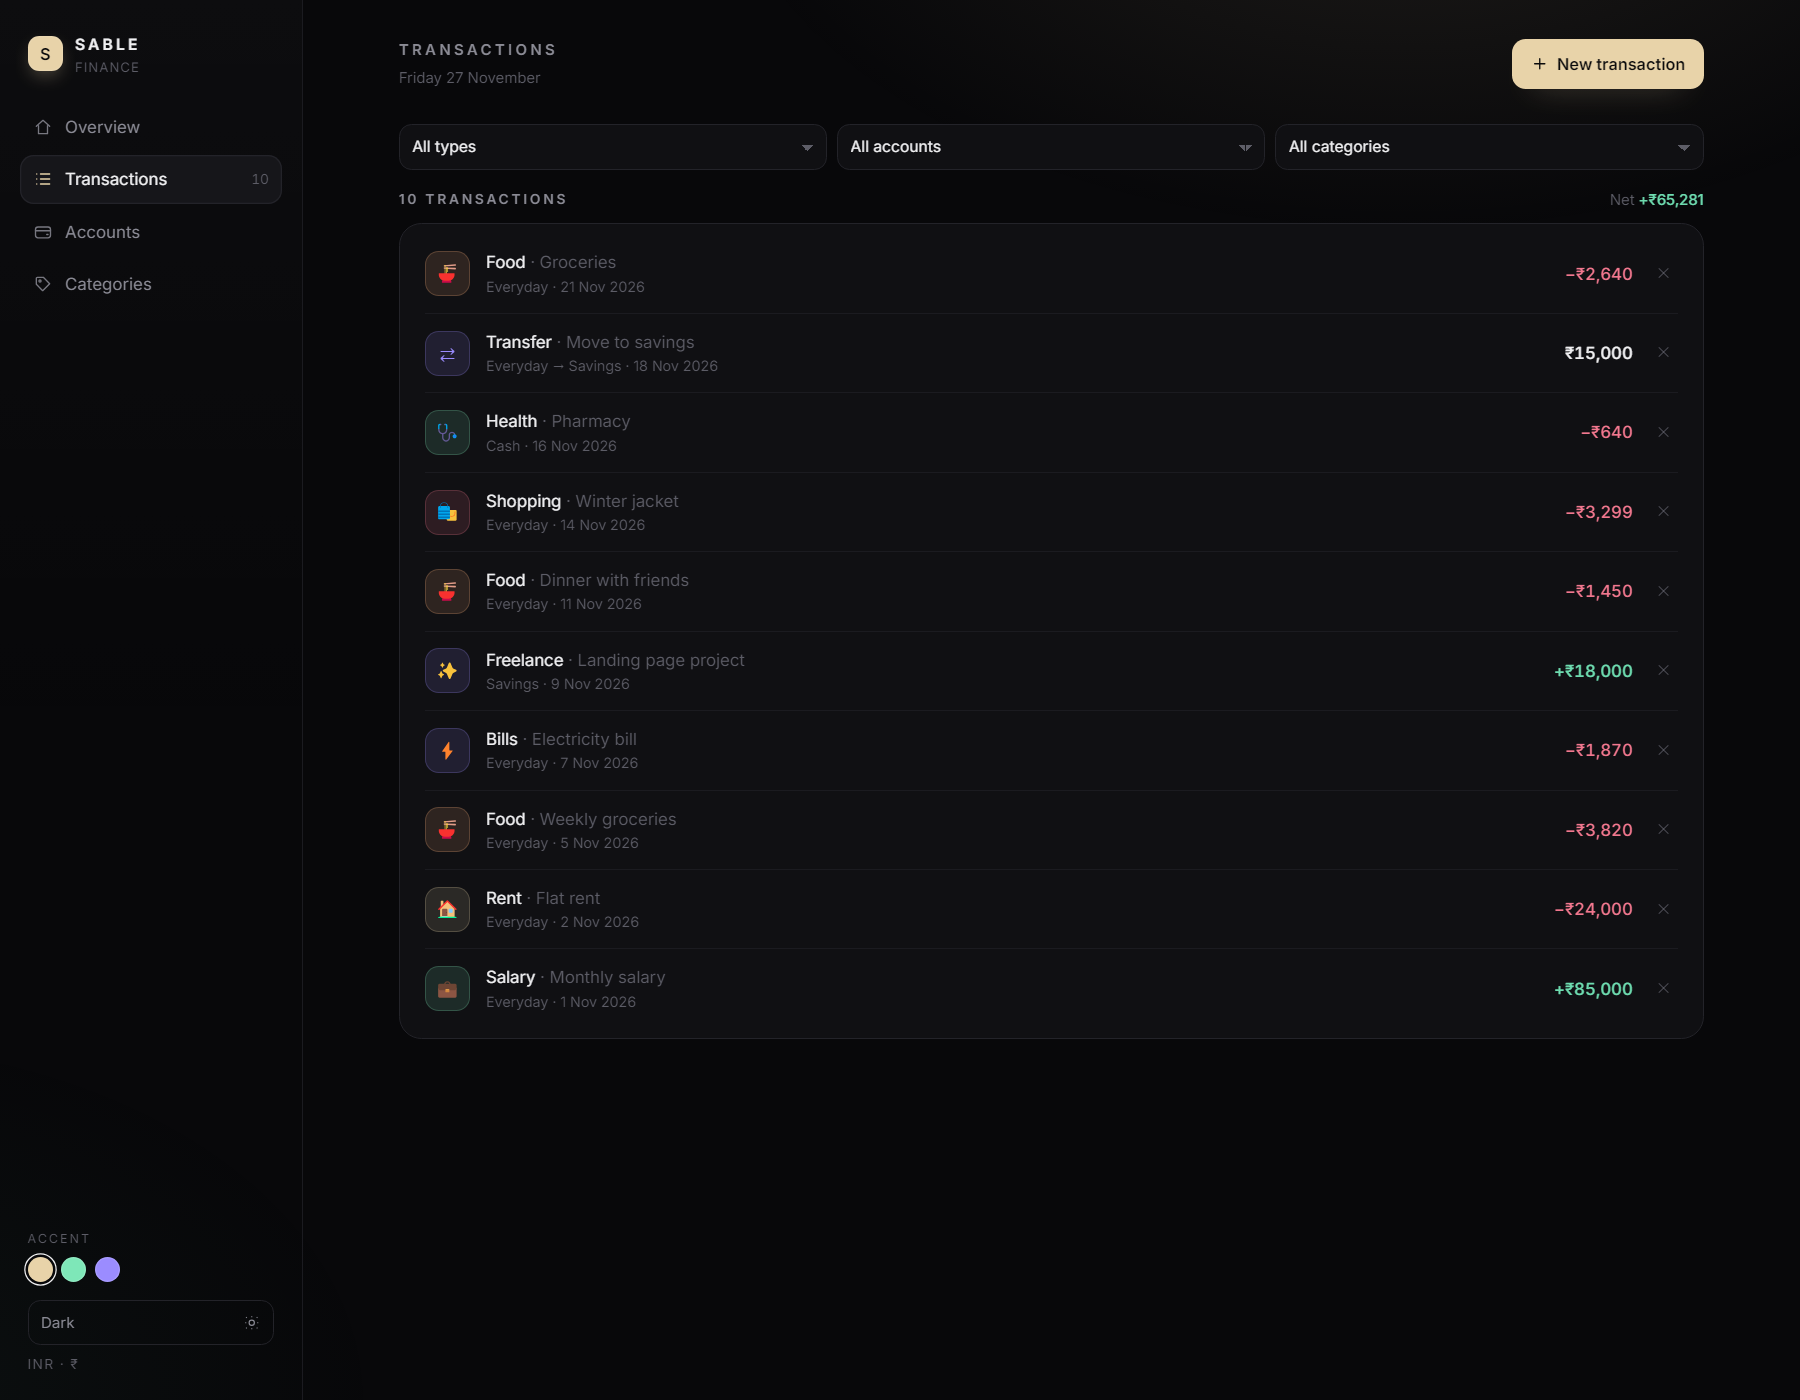 S
SABLE
FINANCE
Overview
Transactions 10
Accounts
Categories
ACCENT
Dark
INR · ₹
TRANSACTIONS
Friday 27 November
+ New transaction
All types
All accounts
All categories
10 TRANSACTIONS
Net +₹65,281
Food · Groceries
Everyday · 21 Nov 2026
−₹2,640
Transfer · Move to savings
Everyday → Savings · 18 Nov 2026
₹15,000
Health · Pharmacy
Cash · 16 Nov 2026
−₹640
Shopping · Winter jacket
Everyday · 14 Nov 2026
−₹3,299
Food · Dinner with friends
Everyday · 11 Nov 2026
−₹1,450
Freelance · Landing page project
Savings · 9 Nov 2026
+₹18,000
Bills · Electricity bill
Everyday · 7 Nov 2026
−₹1,870
Food · Weekly groceries
Everyday · 5 Nov 2026
−₹3,820
Rent · Flat rent
Everyday · 2 Nov 2026
−₹24,000
Salary · Monthly salary
Everyday · 1 Nov 2026
+₹85,000